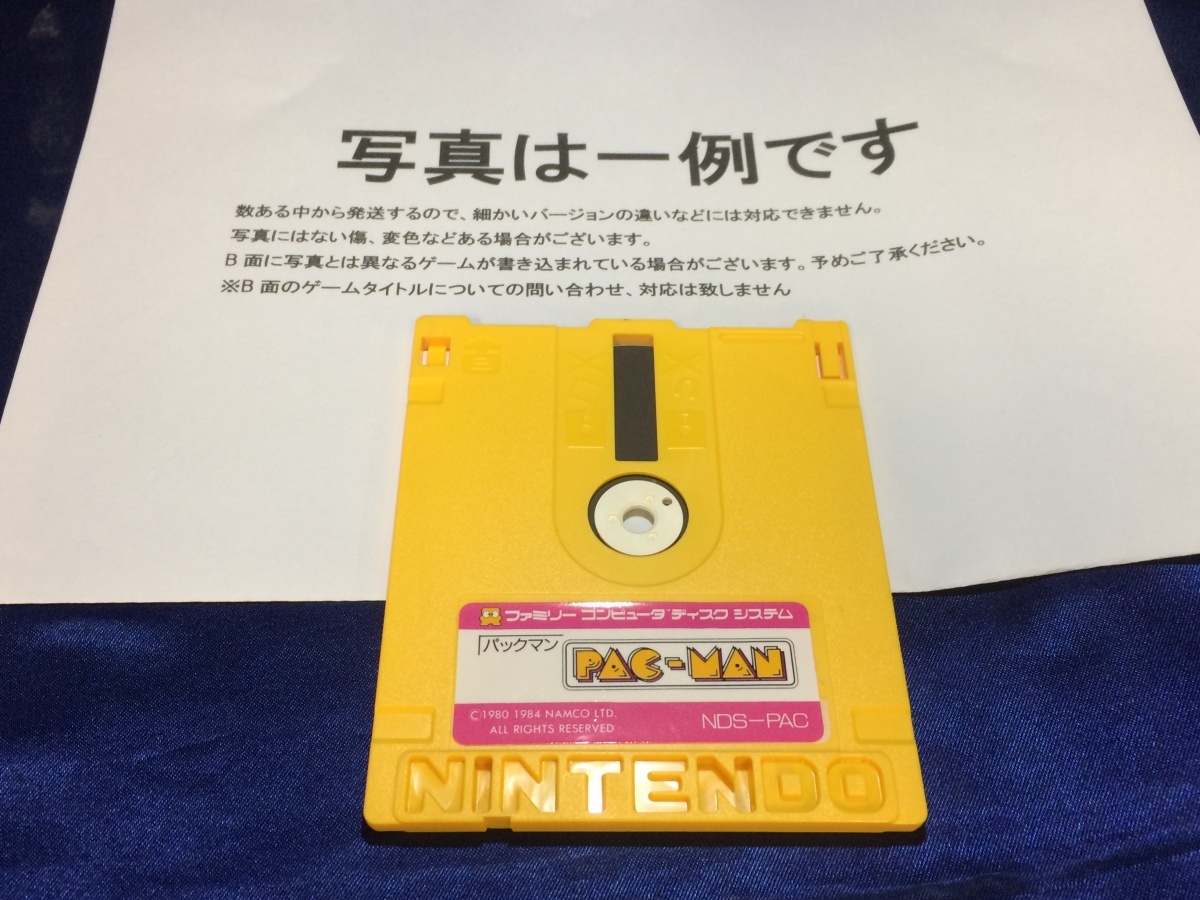 写真は一例です
数ある中から発送するので、細かいバージョンの違いなどには対応できません。
写真にはない傷、変色などある場合がございます。
B面に写真とは異なるゲームが書き込まれている場合がございます。予めご了承ください。
※B面のゲームタイトルについての問い合わせ、対応は致しません
ファミリー コンピュータ ディスク システム
パックマン
PAC-MAN
©1980 1984 NAMCO LTD.
ALL RIGHTS RESERVED
NDS-PAC
NINTENDO